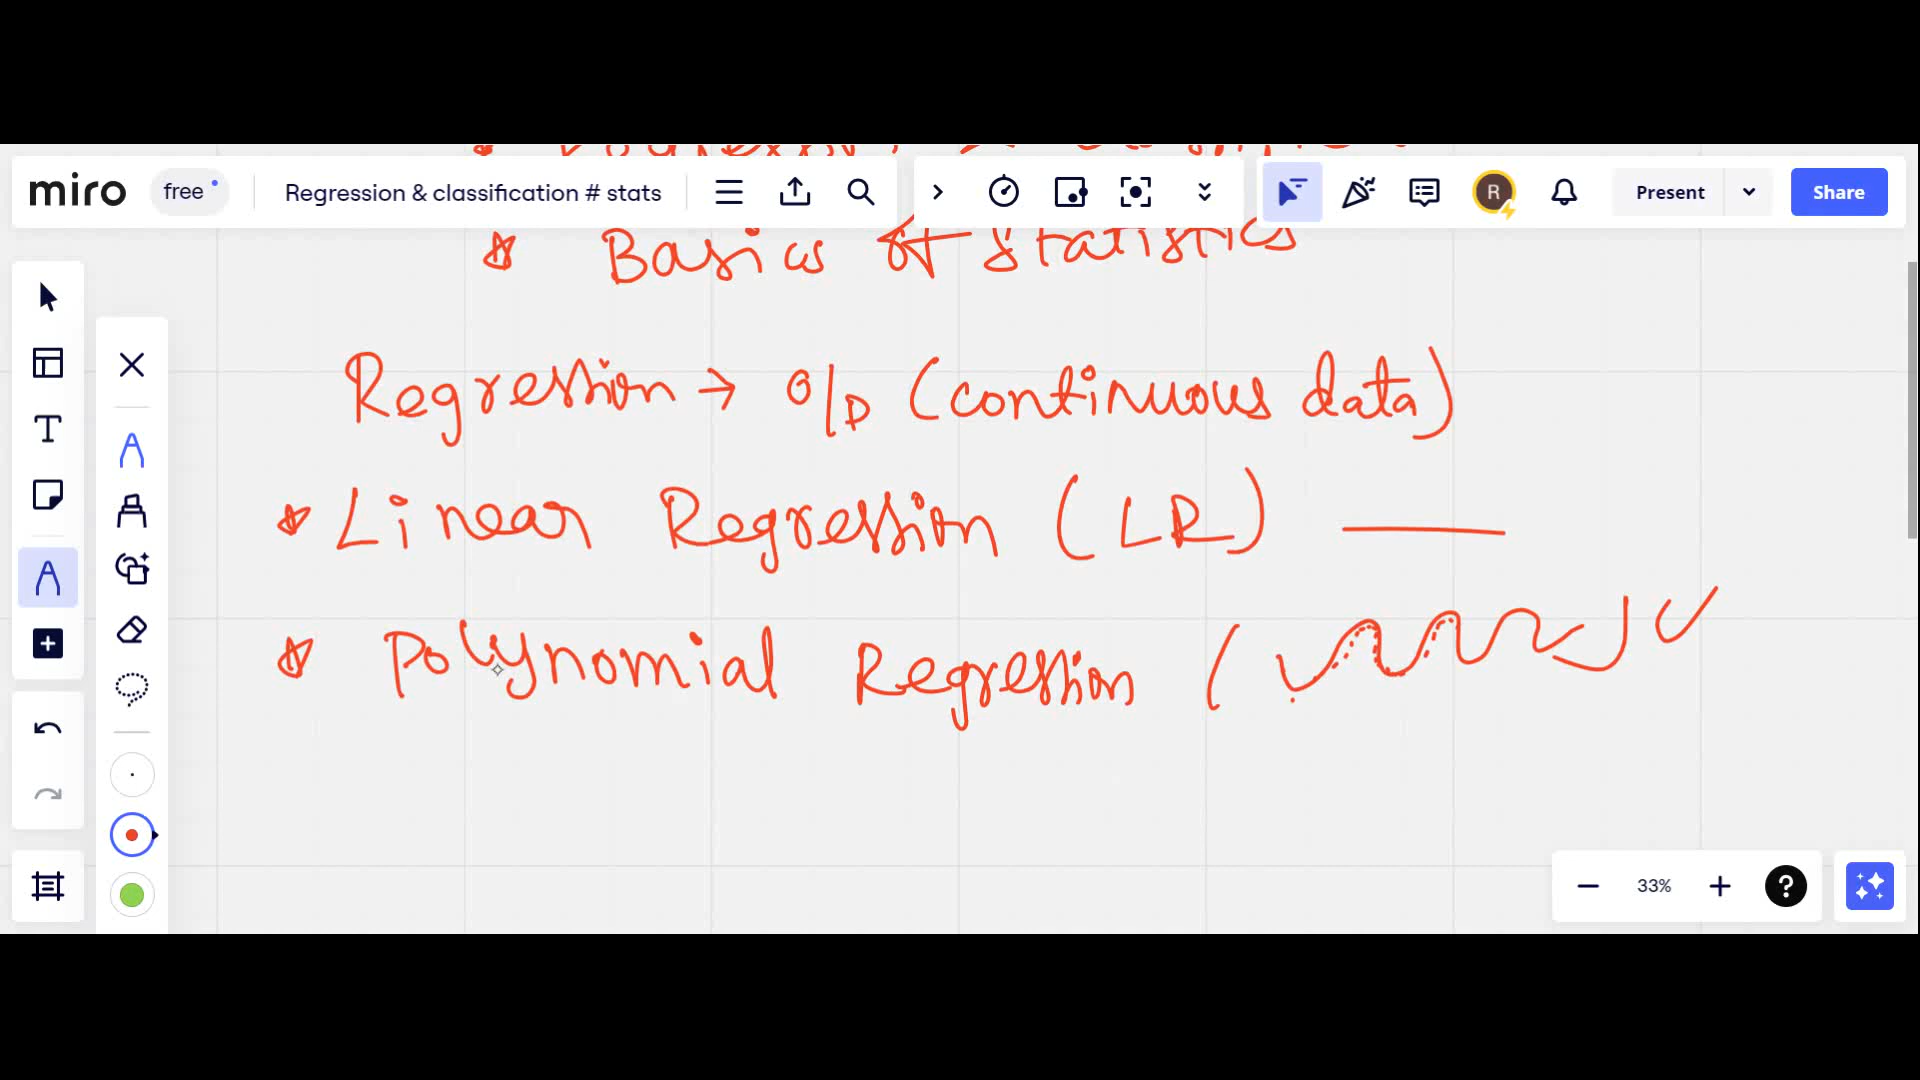 miro free Regression & classification # stats R Present Share
* Basics of statistics
Regression → O/P (continuous data)
* Linear Regression (LR)
* Polynomial Regression (
33%